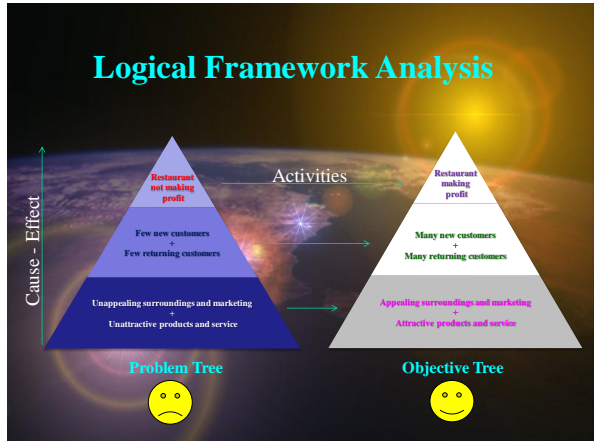 Logical Framework Analysis
Activities
Cause - Effect
Restaurant
not making
profit
Few new customers
+
Few returning customers
Unappealing surroundings and marketing
+
Unattractive products and service
Problem Tree
Restaurant
making
profit
Many new customers
+
Many returning customers
Appealing surroundings and marketing
+
Attractive products and service
Objective Tree